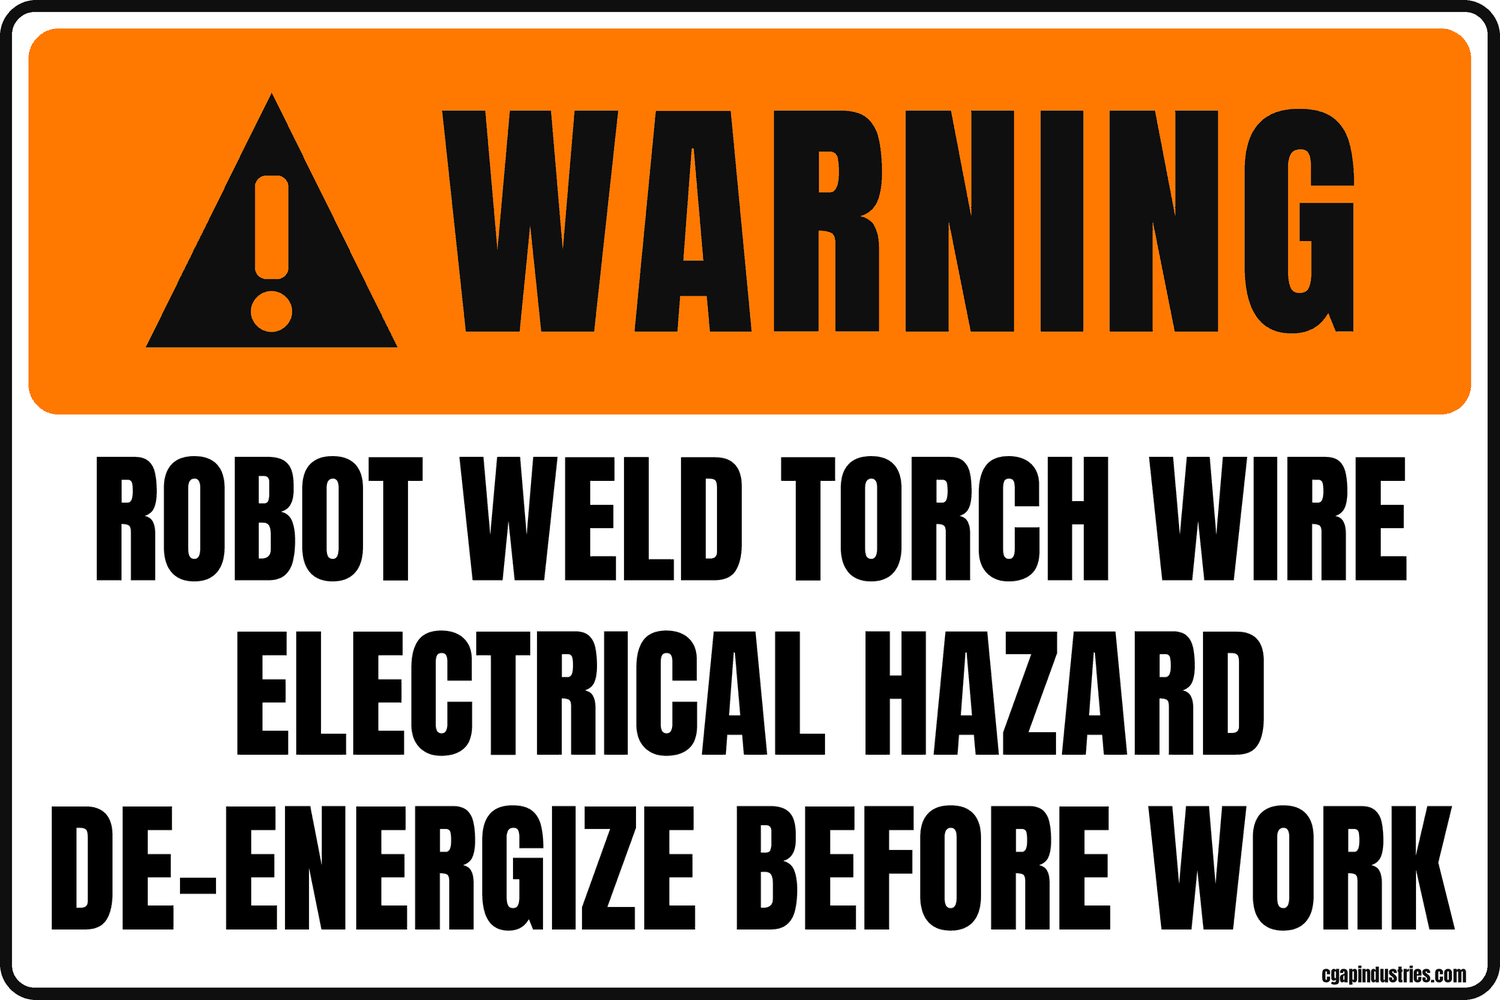 WARNING
ROBOT WELD TORCH WIRE
ELECTRICAL HAZARD
DE-ENERGIZE BEFORE WORK
cgapindustries.com